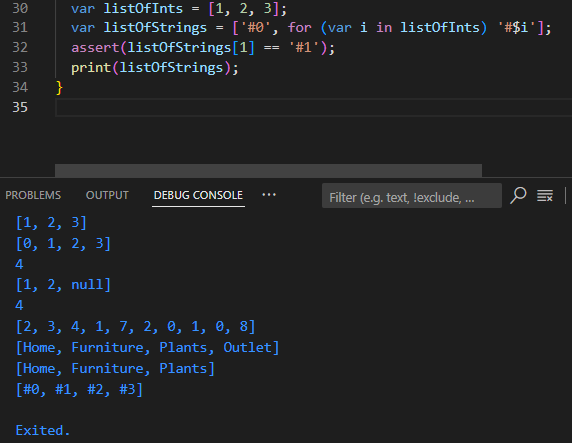 30 var listOfInts = [1, 2, 3];
31 var listOfStrings = ['#0', for (var i in listOfInts) '#$i'];
32 assert(listOfStrings[1] == '#1');
33 print(listOfStrings);
34 }
35
PROBLEMS OUTPUT DEBUG CONSOLE ··· Filter (e.g. text, !exclude, ...
[1, 2, 3]
[0, 1, 2, 3]
4
[1, 2, null]
4
[2, 3, 4, 1, 7, 2, 0, 1, 0, 8]
[Home, Furniture, Plants, Outlet]
[Home, Furniture, Plants]
[#0, #1, #2, #3]
Exited.